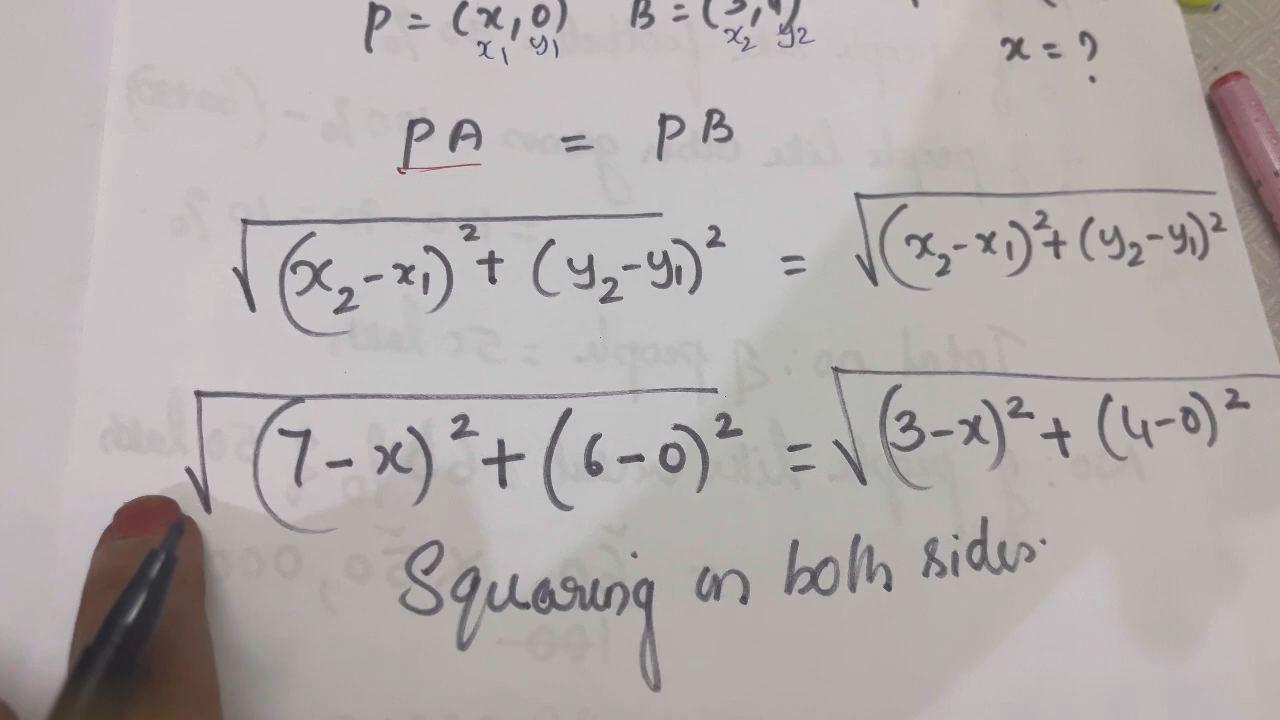 P = (x, 0) B = (3, 4)
x₁ y₁ x₂ y₂
x = ?
PA = PB
√(x₂-x₁)²+(y₂-y₁)² = √(x₂-x₁)²+(y₂-y₁)²
√(7-x)²+(6-0)² = √(3-x)²+(4-0)²
Squaring on both sides.